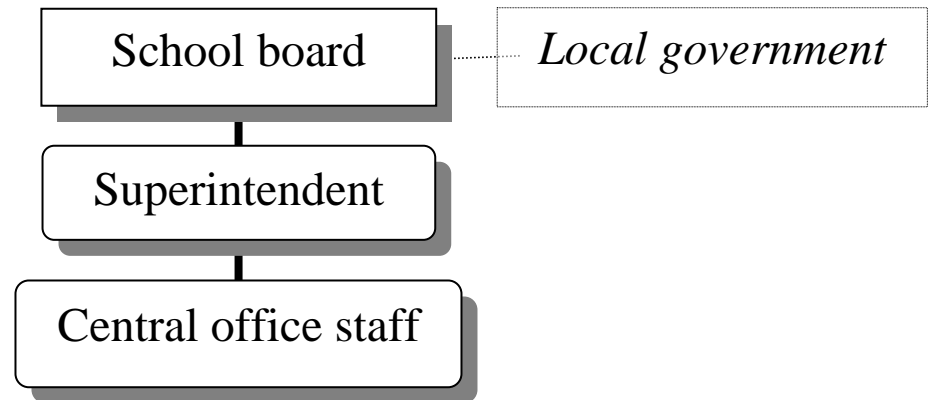 School board
Local government
Superintendent
Central office staff